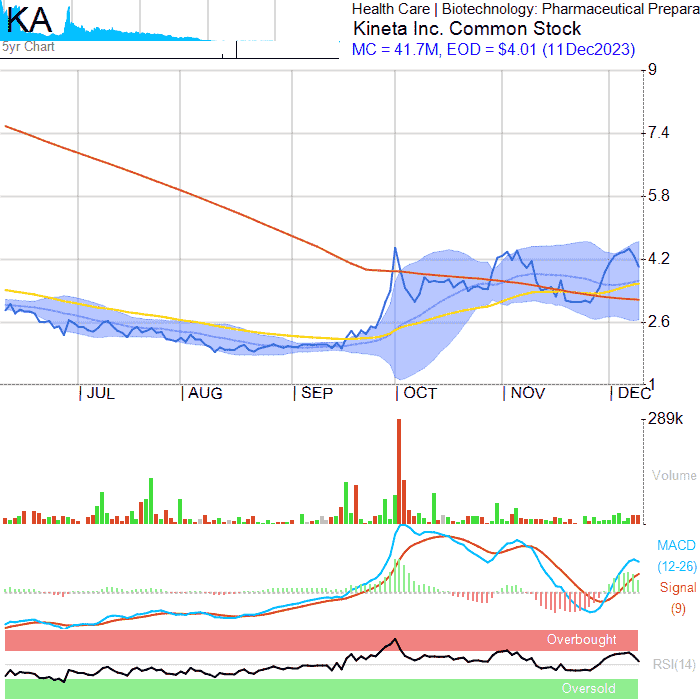 KA
5yr Chart
Health Care | Biotechnology: Pharmaceutical Prepara
Kineta Inc. Common Stock
MC = 41.7M, EOD = $4.01 (11Dec2023)
9
7.4
5.8
4.2
2.6
1
JUL
AUG
SEP
OCT
NOV
DEC
289k
Volume
MACD
(12-26)
Signal
(9)
Overbought
RSI(14)
Oversold